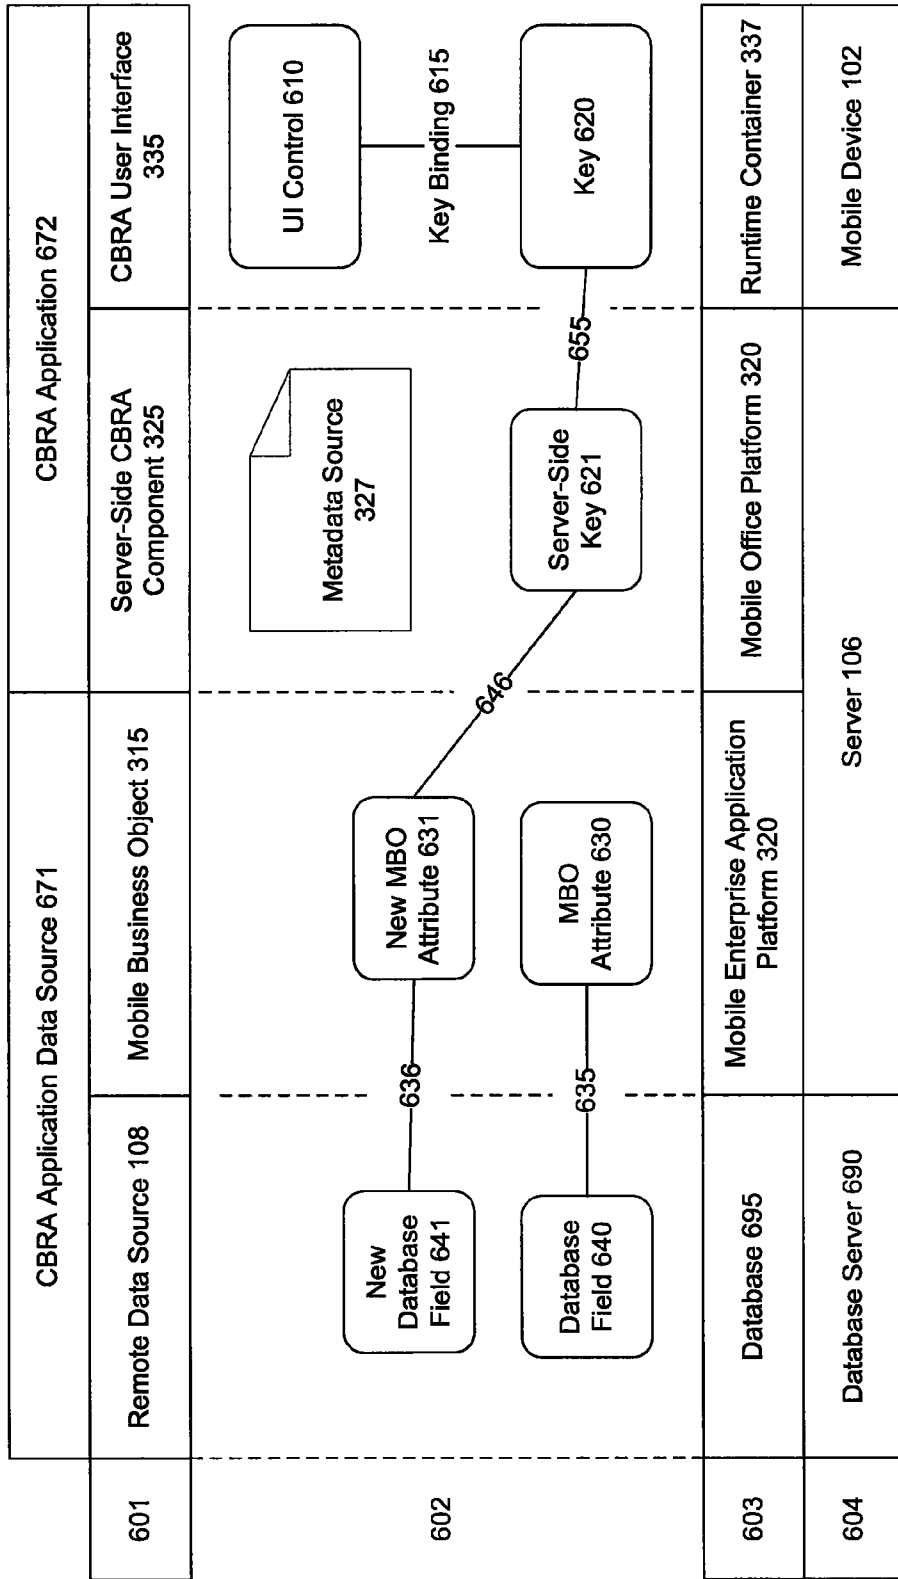 CBRA Application Data Source 671
CBRA Application 672
601
Remote Data Source 108
Mobile Business Object 315
Server-Side CBRA
Component 325
CBRA User Interface
335
602
New
Database
Field 641
636
New MBO
Attribute 631
646
Database
Field 640
635
MBO
Attribute 630
Metadata Source
327
Server-Side
Key 621
655
UI Control 610
Key Binding 615
Key 620
603
Database 695
Mobile Enterprise Application
Platform 320
Mobile Office Platform 320
Runtime Container 337
604
Database Server 690
Server 106
Mobile Device 102